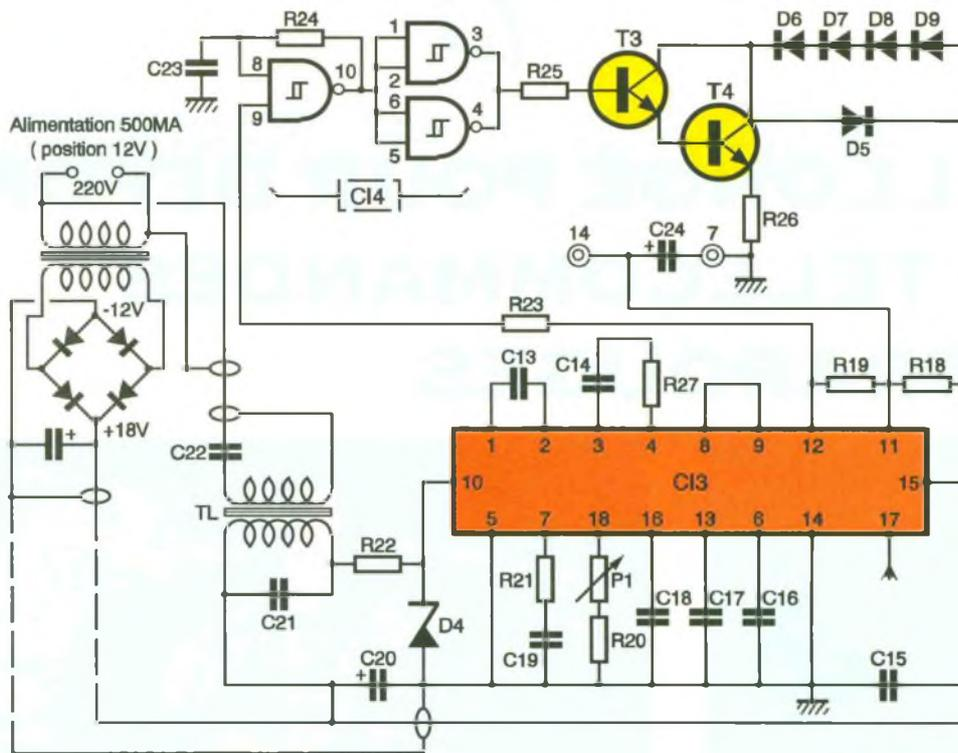 R24
C23
8
9
10
1
2
3
6
5
4
R25
T3
T4
D6 D7 D8 D9
D5
Alimentation 500MA
( position 12V )
220V
CI4
14
C24
+
7
R26
-12V
+18V
+
R23
C13
C14
R27
R19
R18
C22
TL
1 2 3 4 8 9 12 11
10
CI3
15
5 7 18 16 13 6 14 17
R22
C21
D4
R21
P1
C19
R20
C18
C17
C16
C20
+
C15